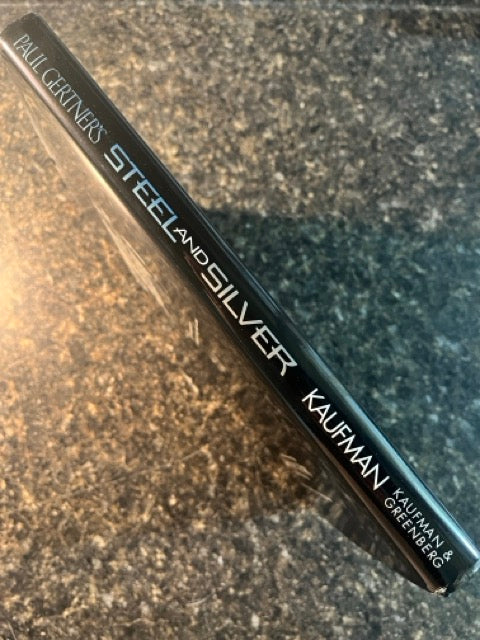 PAUL GERTNER'S
STEEL AND SILVER
KAUFMAN
KAUFMAN &
GREENBERG